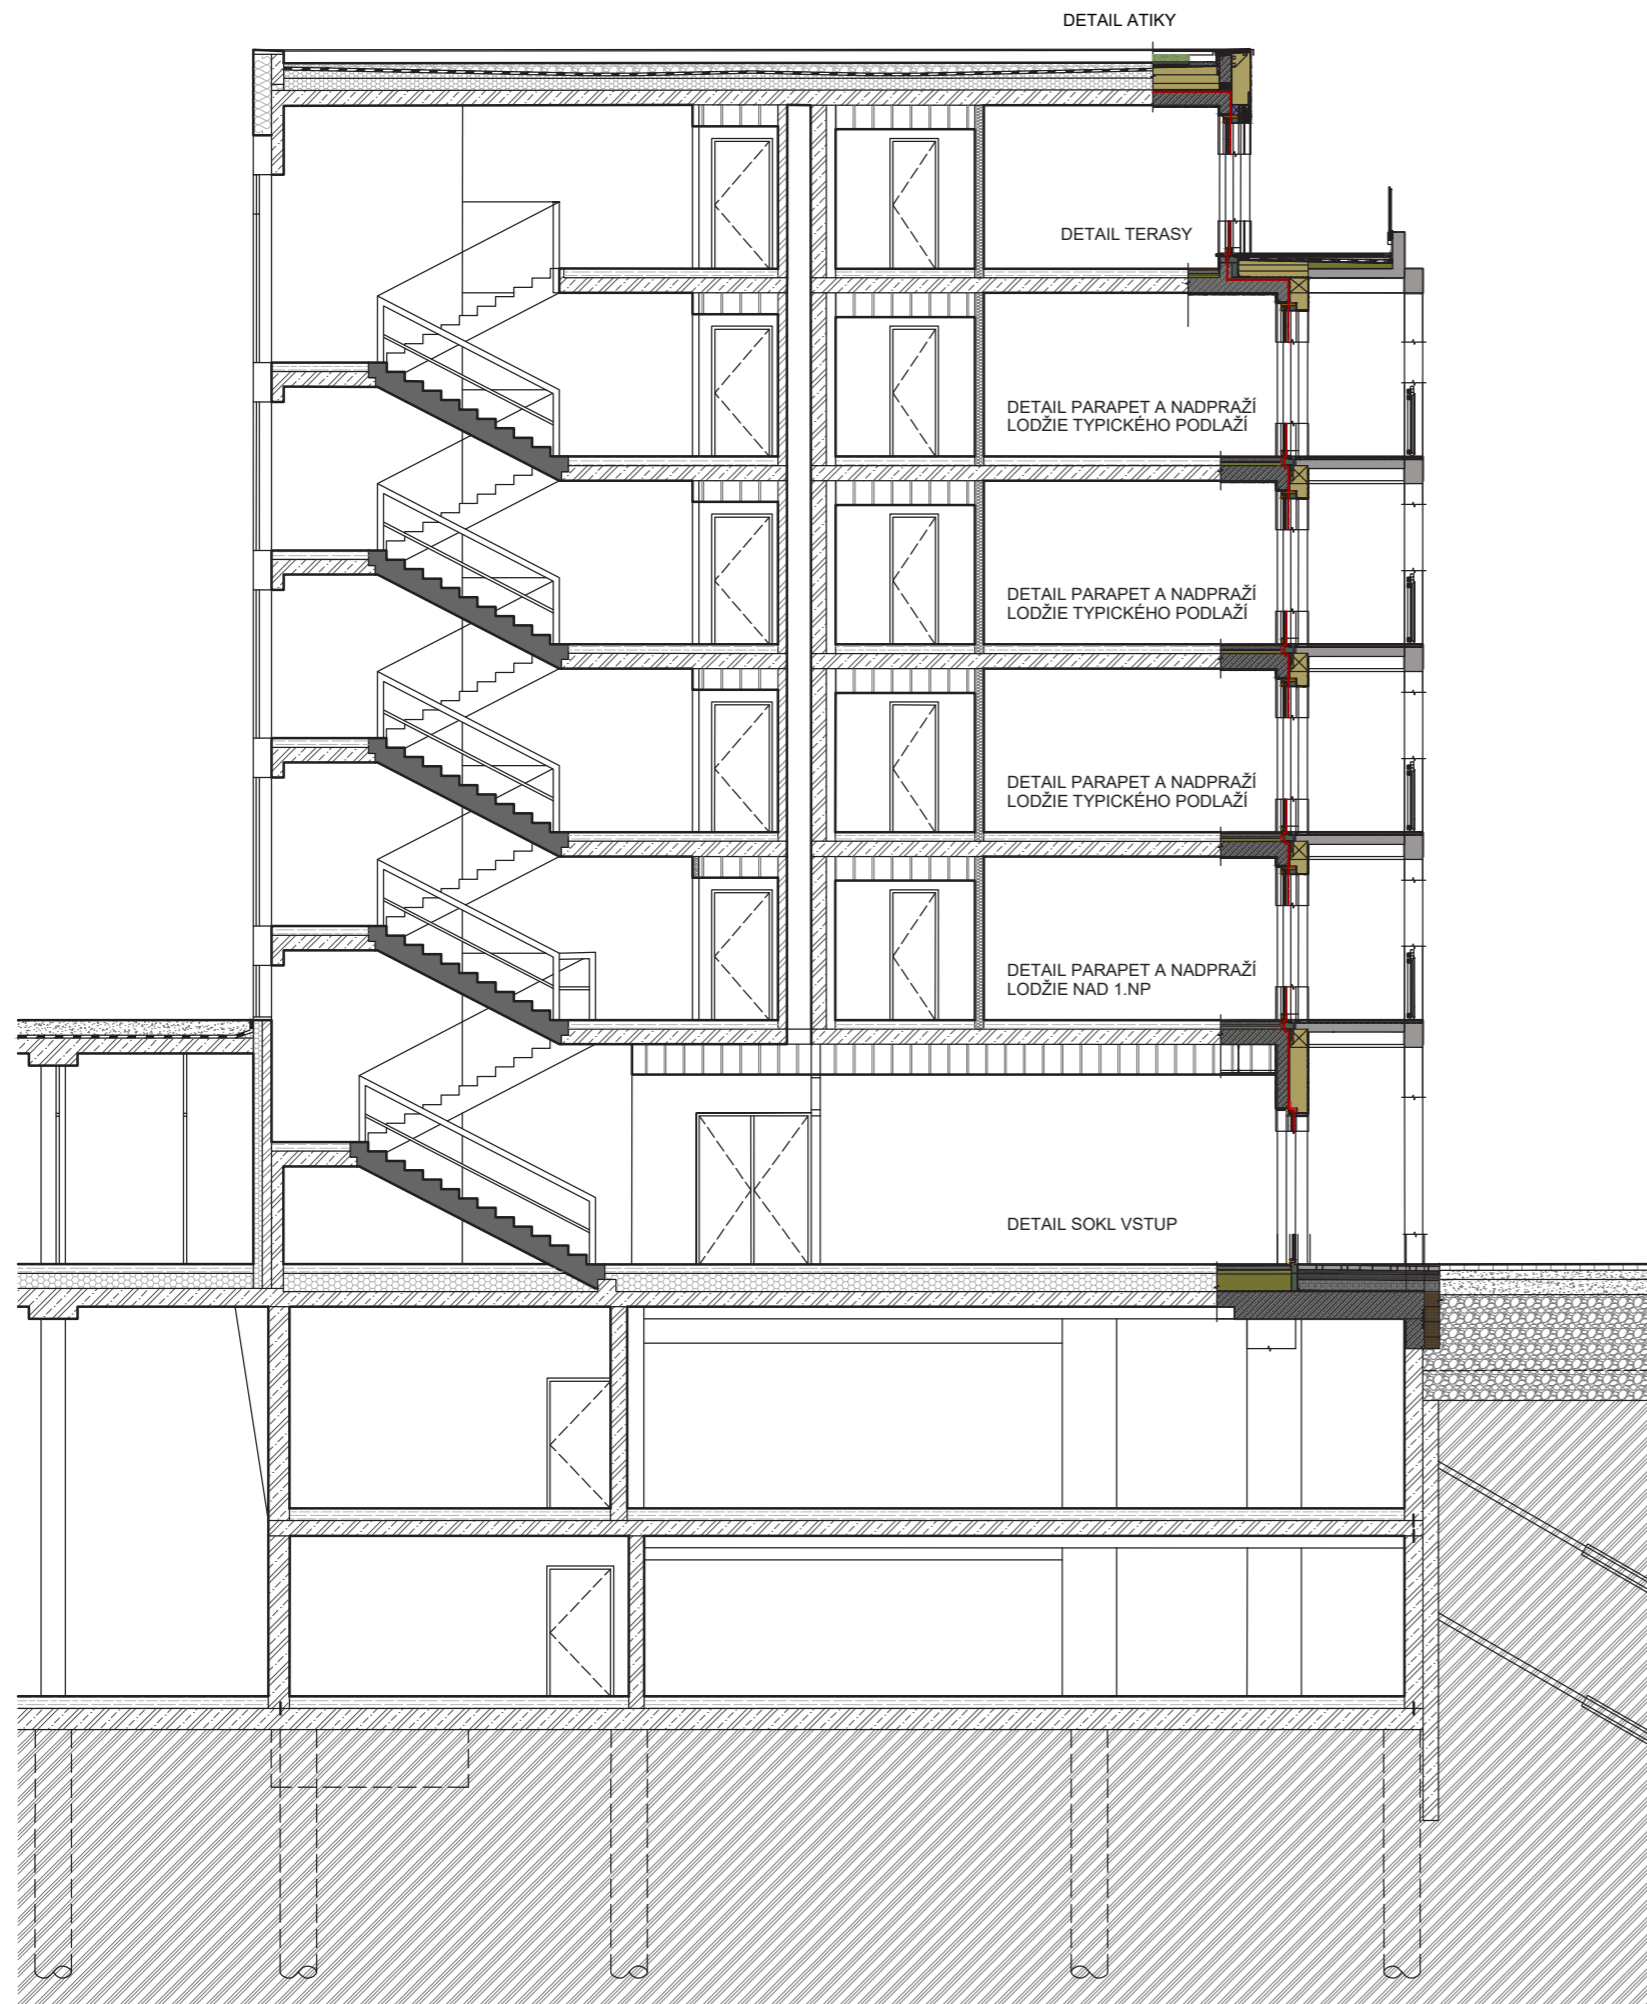 DETAIL ATIKY
DETAIL TERASY
DETAIL PARAPET A NADPRAŽÍ
LODŽIE TYPICKÉHO PODLAŽÍ
DETAIL PARAPET A NADPRAŽÍ
LODŽIE TYPICKÉHO PODLAŽÍ
DETAIL PARAPET A NADPRAŽÍ
LODŽIE TYPICKÉHO PODLAŽÍ
DETAIL PARAPET A NADPRAŽÍ
LODŽIE NAD 1.NP
DETAIL SOKL VSTUP